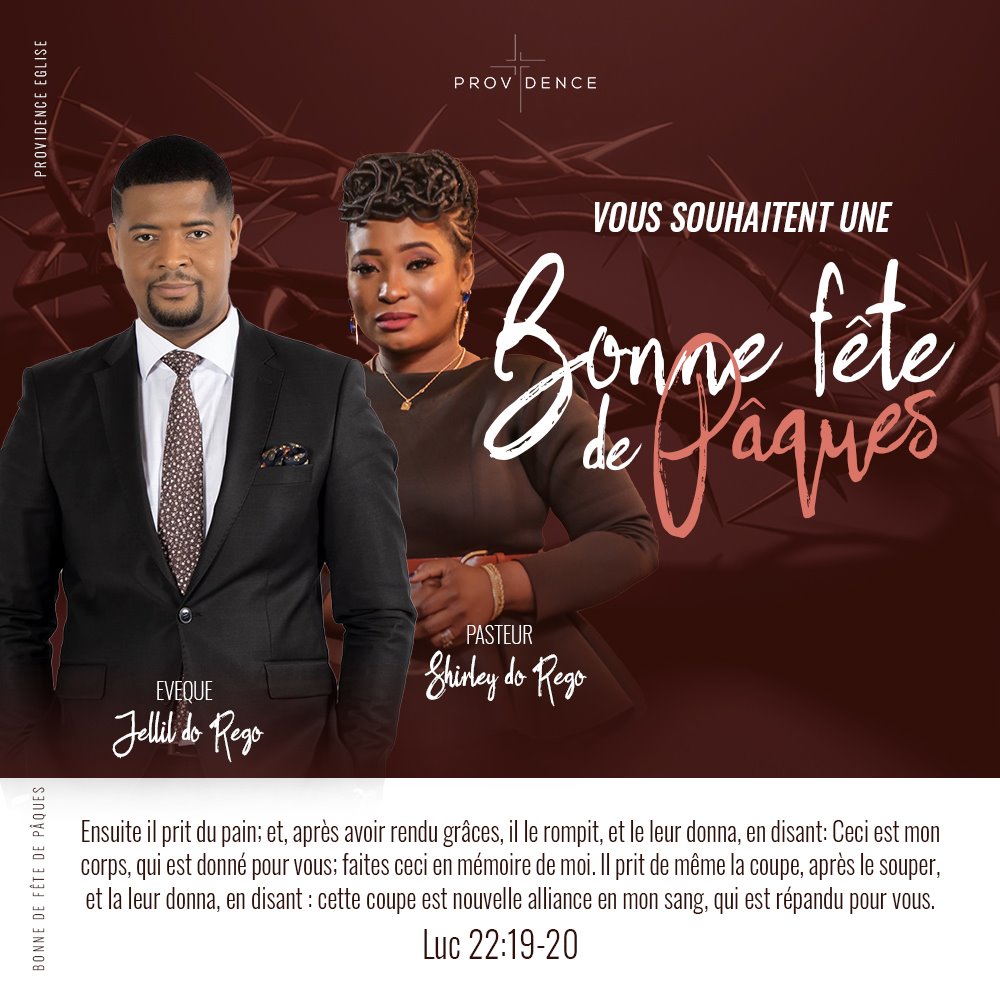 PROVIDENCE EGLISE
PROVIDENCE
VOUS SOUHAITENT UNE
Bonne fête
de Pâques
PASTEUR
Shirley do Rego
EVEQUE
Jellil do Rego
BONNE DE FÊTE DE PÂQUES
Ensuite il prit du pain; et, après avoir rendu grâces, il le rompit, et le leur donna, en disant: Ceci est mon
corps, qui est donné pour vous; faites ceci en mémoire de moi. Il prit de même la coupe, après le souper,
et la leur donna, en disant : cette coupe est nouvelle alliance en mon sang, qui est répandu pour vous.
Luc 22:19-20